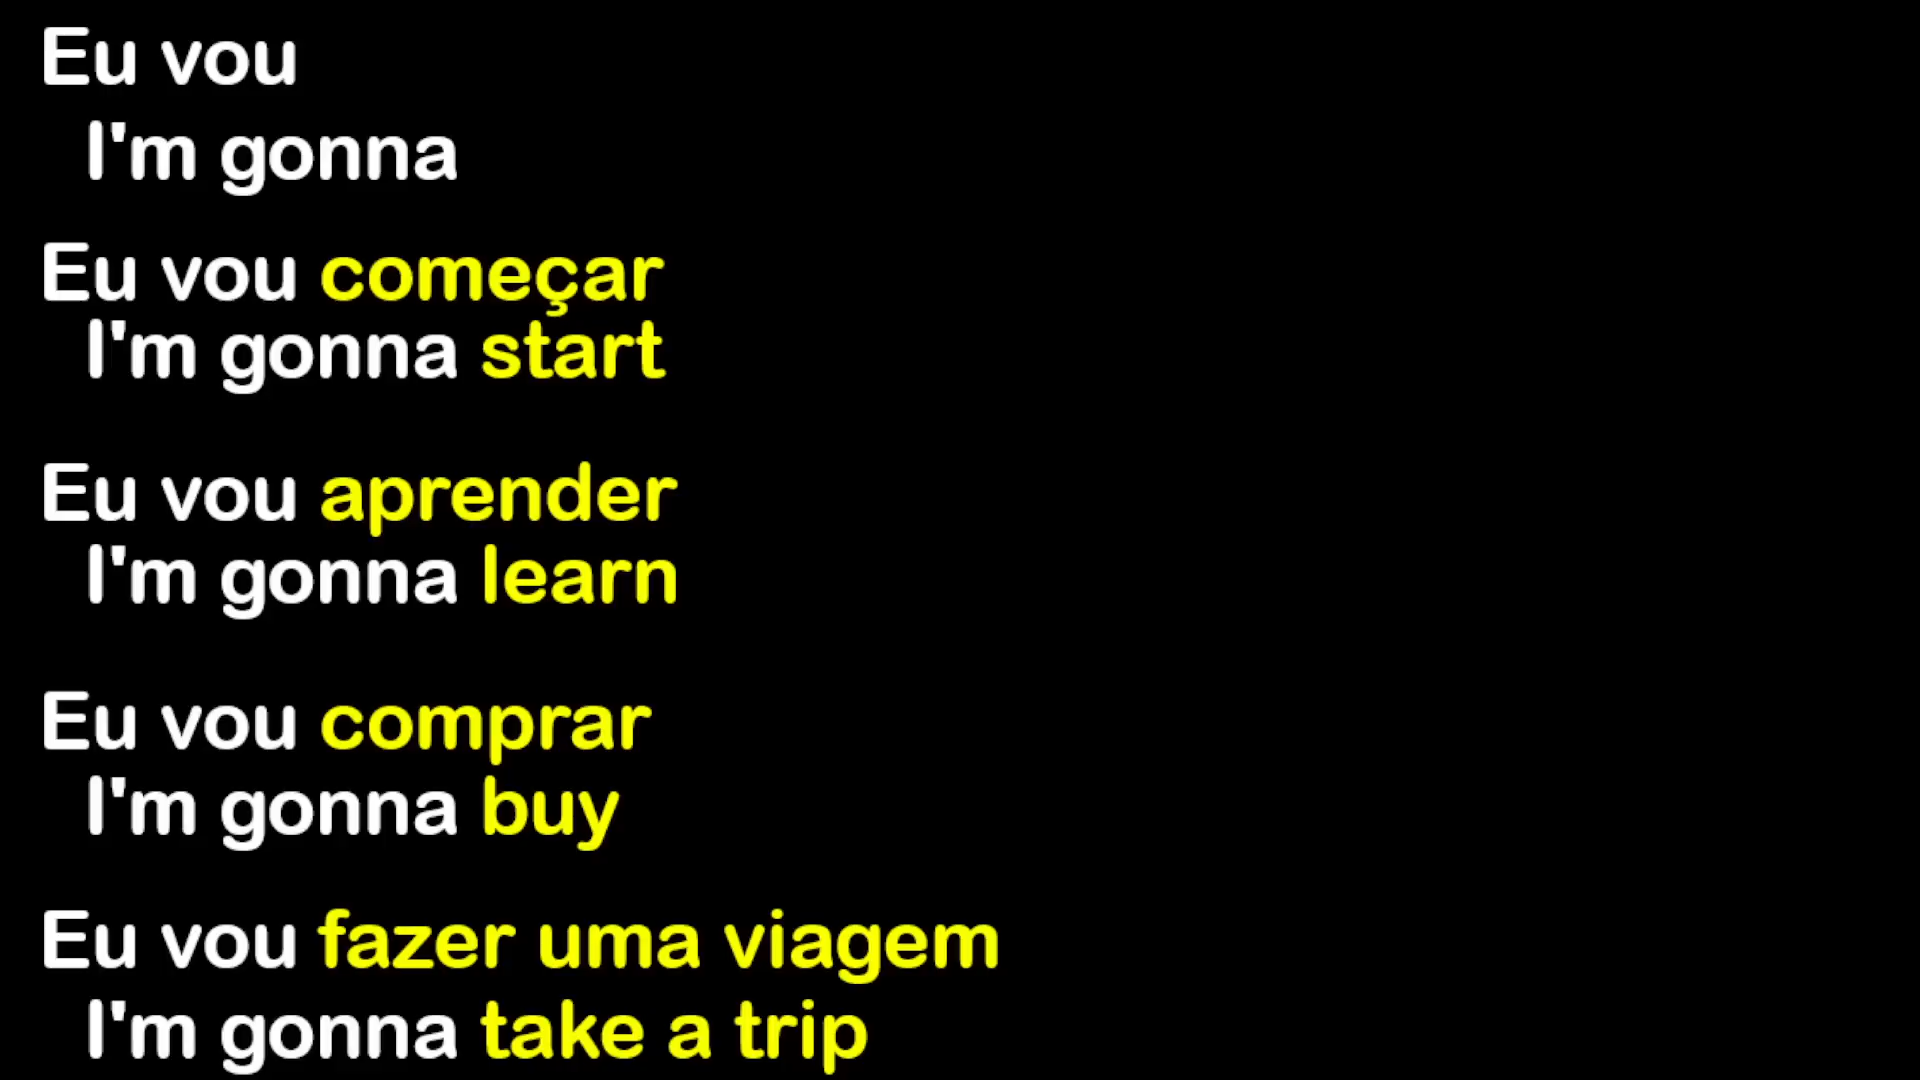 Eu vou
I'm gonna
Eu vou começar
I'm gonna start
Eu vou aprender
I'm gonna learn
Eu vou comprar
I'm gonna buy
Eu vou fazer uma viagem
I'm gonna take a trip